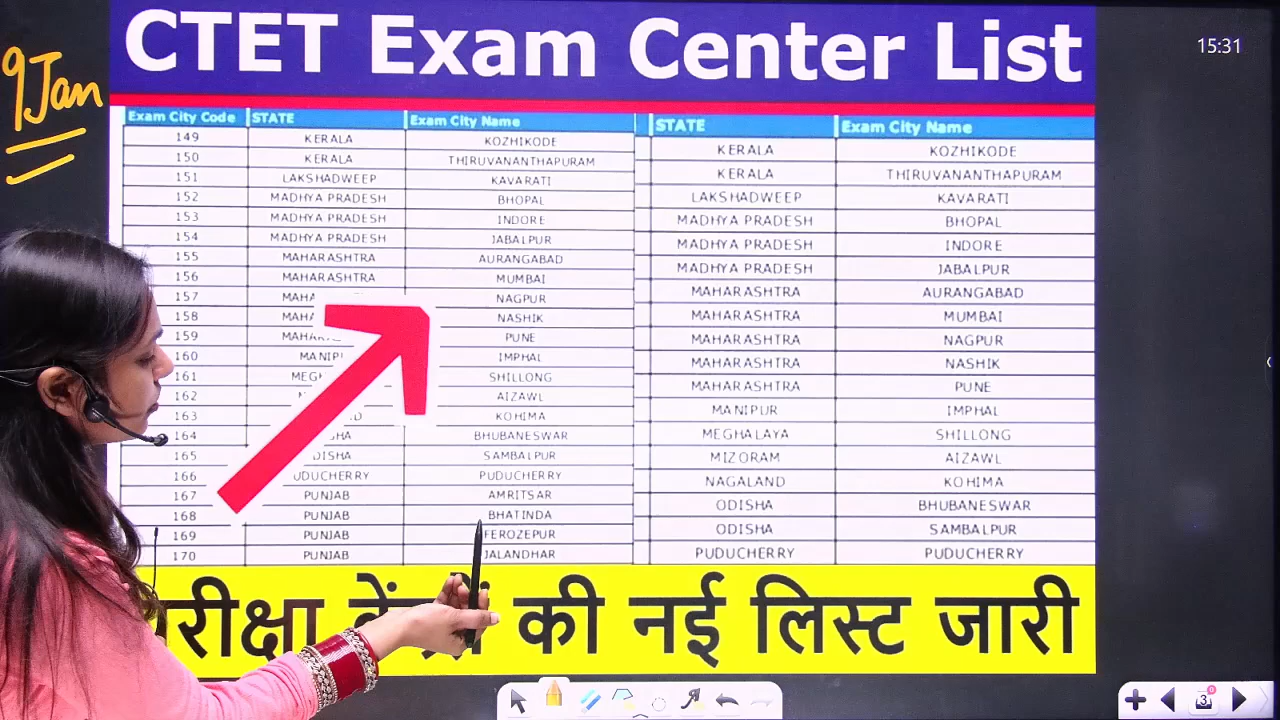 CTET Exam Center List
15:31
9 Jan
Exam City Code STATE Exam City Name
149 KERALA KOZHIKODE
150 KERALA THIRUVANANTHAPURAM
151 LAKSHADWEEP KAVARATI
152 MADHYA PRADESH BHOPAL
153 MADHYA PRADESH INDORE
154 MADHYA PRADESH JABALPUR
155 MAHARASHTRA AURANGABAD
156 MAHARASHTRA MUMBAI
157 MAHA NAGPUR
158 MAHA NASHIK
159 PUNE
160 MANIP IMPHAL
161 SHILLONG
162 AIZAWL
163 KOHIMA
164 BHUBANESWAR
165 DISHA SAMBALPUR
166 UDUCHERRY PUDUCHERRY
167 PUNJAB AMRITSAR
168 PUNJAB BHATINDA
169 PUNJAB FEROZEPUR
170 PUNJAB JALANDHAR
STATE Exam City Name
KERALA KOZHIKODE
KERALA THIRUVANANTHAPURAM
LAKSHADWEEP KAVARATI
MADHYA PRADESH BHOPAL
MADHYA PRADESH INDORE
MADHYA PRADESH JABALPUR
MAHARASHTRA AURANGABAD
MAHARASHTRA MUMBAI
MAHARASHTRA NAGPUR
MAHARASHTRA NASHIK
MAHARASHTRA PUNE
MANIPUR IMPHAL
MEGHALAYA SHILLONG
MIZORAM AIZAWL
NAGALAND KOHIMA
ODISHA BHUBANESWAR
ODISHA SAMBALPUR
PUDUCHERRY PUDUCHERRY
की नई लिस्ट जारी
3